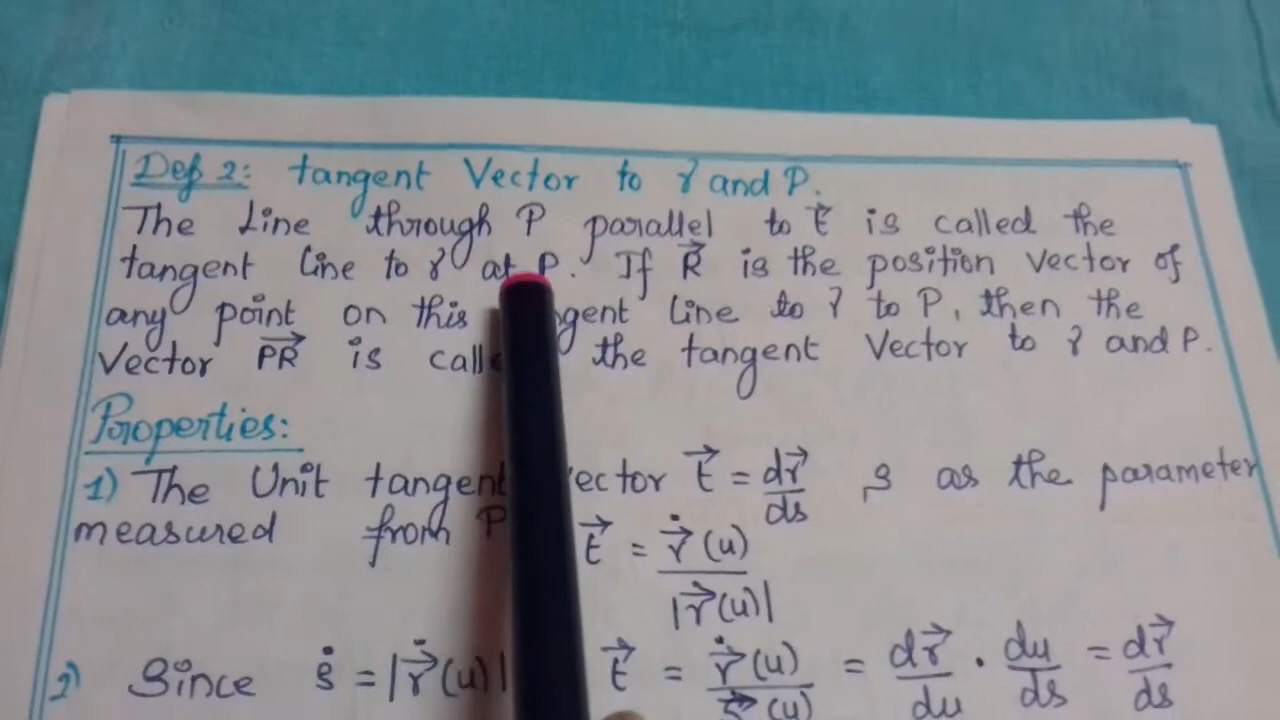 Def 2: tangent Vector to γ and P.
The Line through P parallel to t⃗ is called the
tangent line to γ at P. If R⃗ is the position vector of
any point on this line to γ to P, then the
Vector PR⃗ is the tangent Vector to γ and P.
Properties:
1) The Unit tangent t⃗ = dr⃗/ds s as the parameter
measured from P t⃗ = ṙ⃗(u)/|ṙ⃗(u)|
2) Since ṡ = |ṙ⃗(u)| t⃗ = ṙ⃗(u)/ṡ(u) = dr⃗/du · du/ds = dr⃗/ds